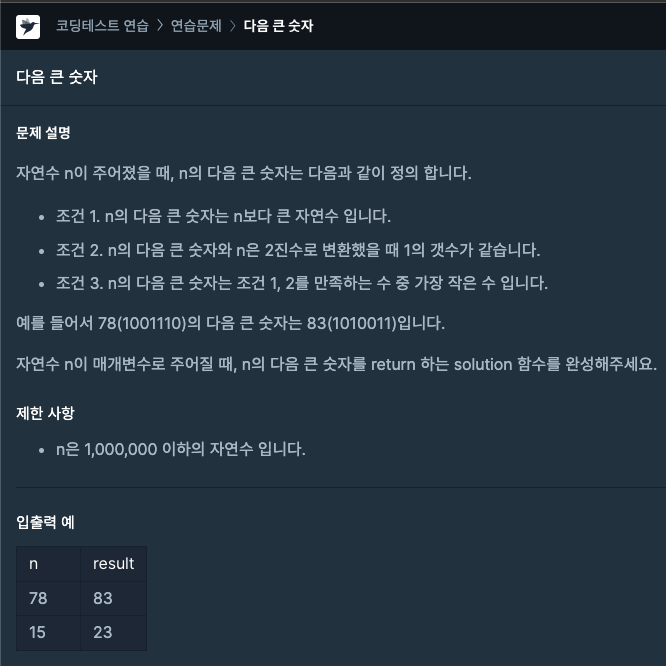 코딩테스트 연습 > 연습문제 > 다음 큰 숫자
다음 큰 숫자
문제 설명
자연수 n이 주어졌을 때, n의 다음 큰 숫자는 다음과 같이 정의 합니다.
• 조건 1. n의 다음 큰 숫자는 n보다 큰 자연수 입니다.
• 조건 2. n의 다음 큰 숫자와 n은 2진수로 변환했을 때 1의 갯수가 같습니다.
• 조건 3. n의 다음 큰 숫자는 조건 1, 2를 만족하는 수 중 가장 작은 수 입니다.
예를 들어서 78(1001110)의 다음 큰 숫자는 83(1010011)입니다.
자연수 n이 매개변수로 주어질 때, n의 다음 큰 숫자를 return 하는 solution 함수를 완성해주세요.
제한 사항
• n은 1,000,000 이하의 자연수 입니다.
입출력 예
n result
78 83
15 23